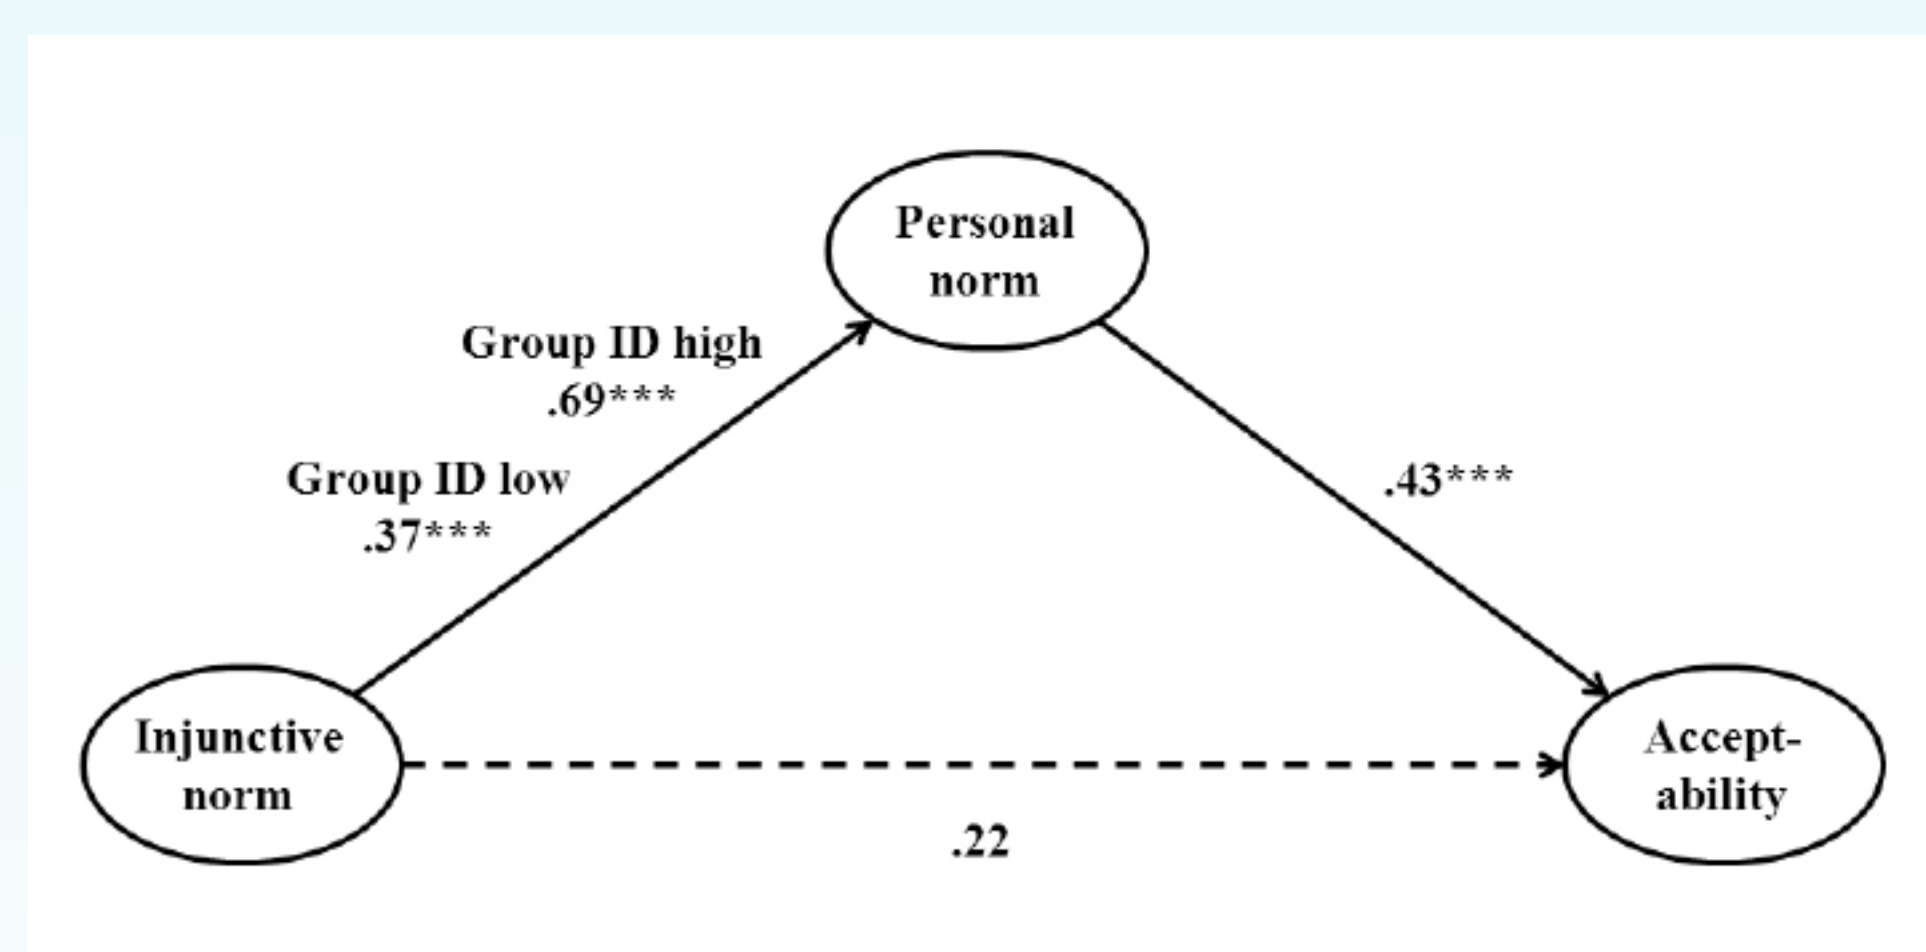 Personal
norm
Group ID high
.69***
Group ID low
.37***
.43***
Injunctive
norm
Accept-
ability
.22